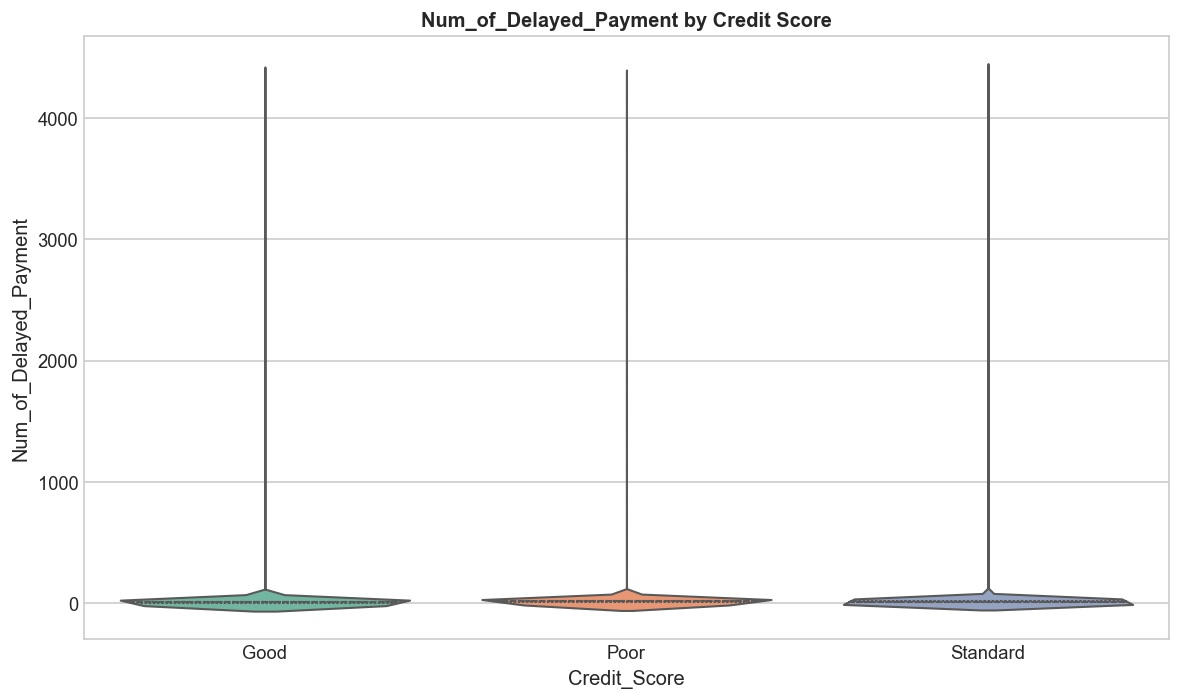 Num_of_Delayed_Payment by Credit Score
Num_of_Delayed_Payment
4000
3000
2000
1000
0
Good
Poor
Standard
Credit_Score